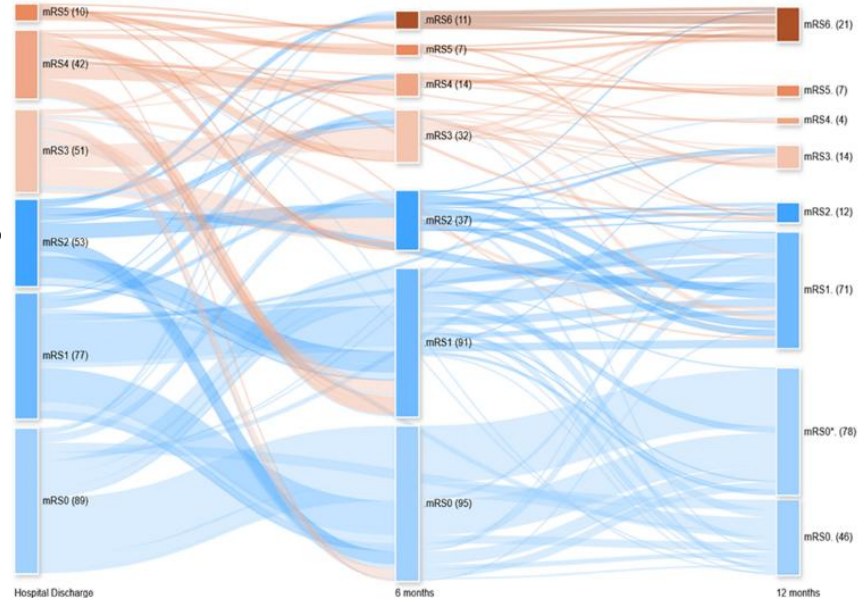 mRS5 (10)
mRS4 (42)
mRS3 (51)
mRS2 (53)
mRS1 (77)
mRS0 (89)
Hospital Discharge
.mRS6 (11)
.mRS5 (7)
.mRS4 (14)
.mRS3 (32)
.mRS2 (37)
.mRS1 (91)
.mRS0 (95)
6 months
mRS6. (21)
mRS5. (7)
mRS4. (4)
mRS3. (14)
mRS2. (12)
mRS1. (71)
mRS0*. (78)
mRS0. (46)
12 months